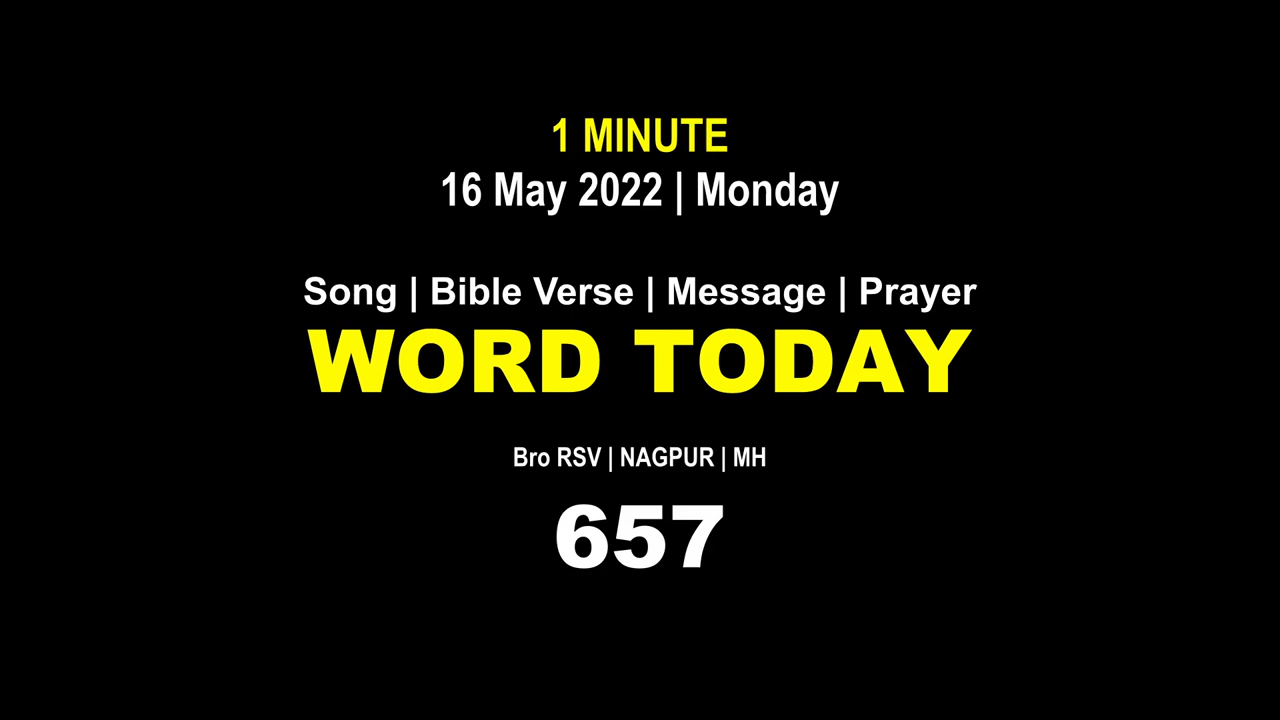 1 MINUTE
16 May 2022 | Monday
Song | Bible Verse | Message | Prayer
WORD TODAY
Bro RSV | NAGPUR | MH
657